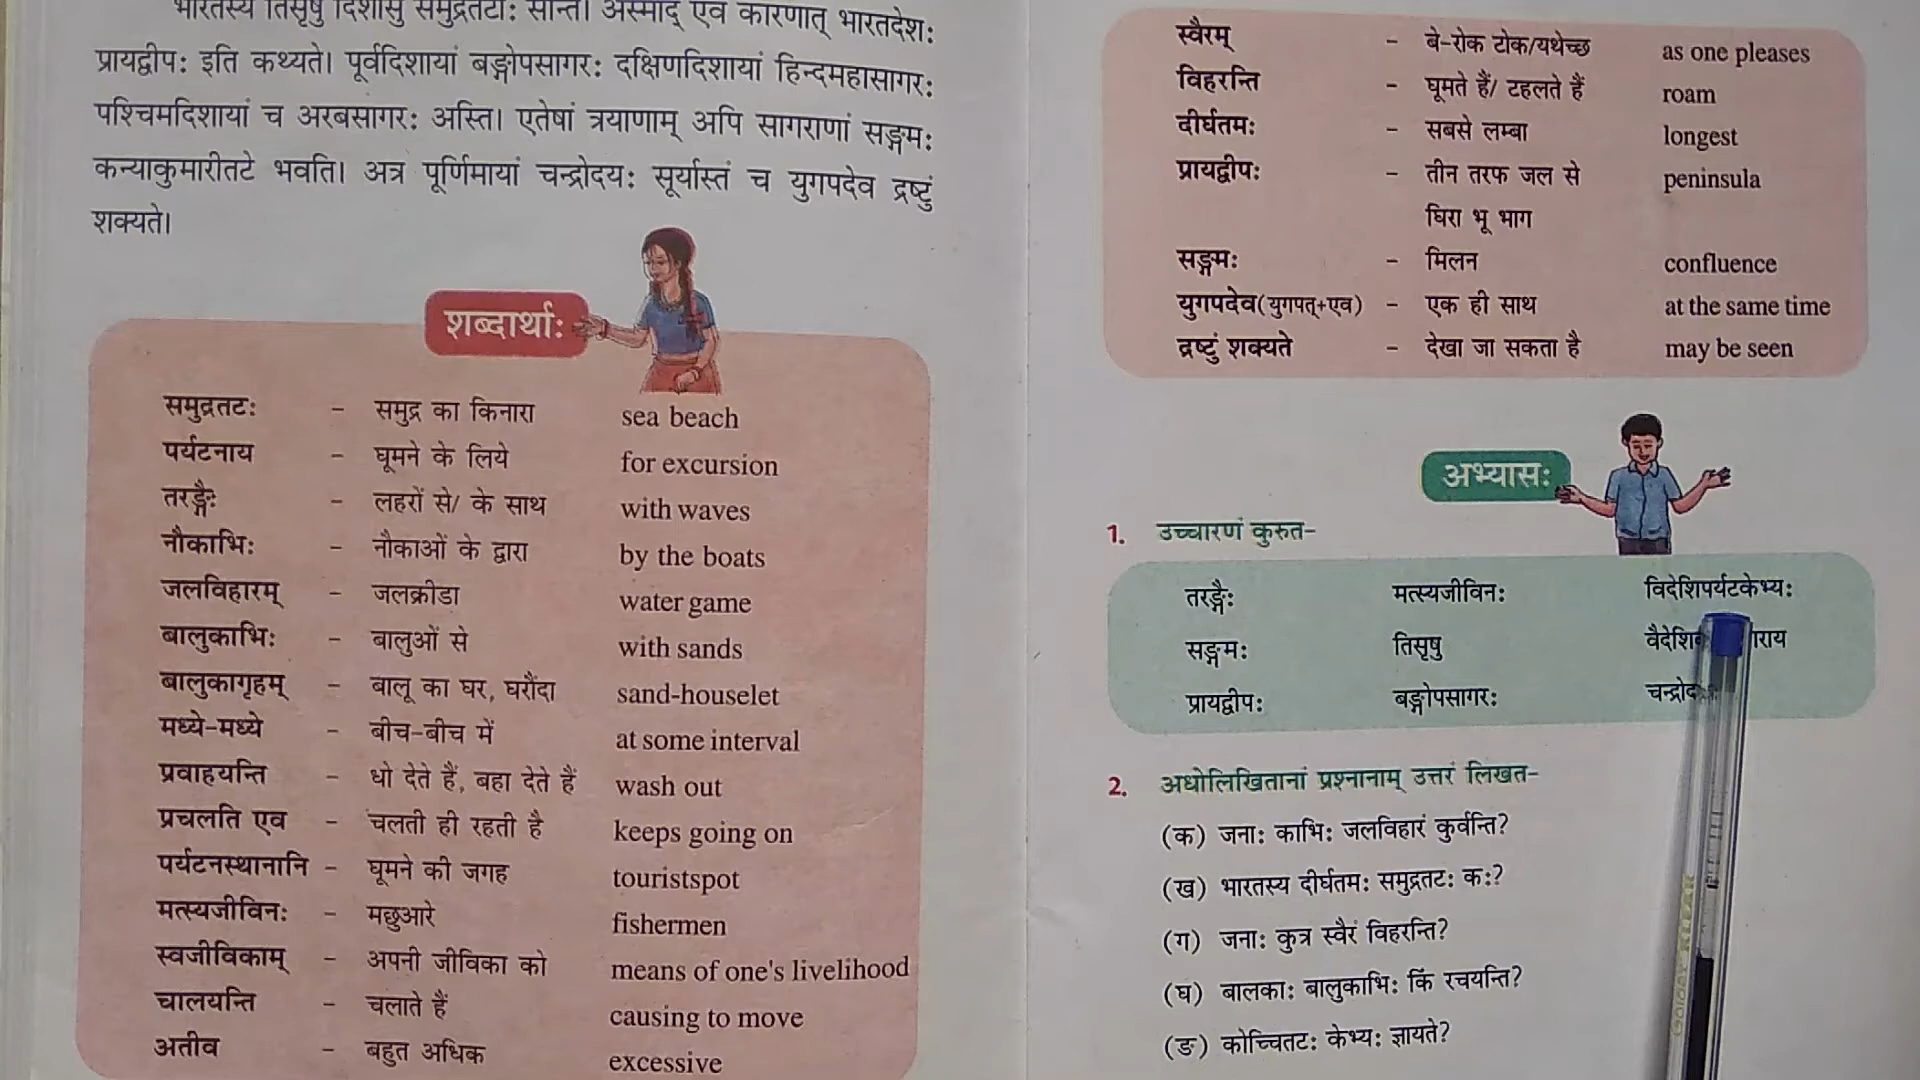 भारतस्य तिसृषु दिशासु समुद्रतटाः सन्ति। अस्माद् एव कारणात् भारतदेशः
प्रायद्वीपः इति कथ्यते। पूर्वदिशायां बङ्गोपसागरः दक्षिणदिशायां हिन्दमहासागरः
पश्चिमदिशायां च अरबसागरः अस्ति। एतेषां त्रयाणाम् अपि सागराणां सङ्गमः
कन्याकुमारीतटे भवति। अत्र पूर्णिमायां चन्द्रोदयः सूर्यास्तं च युगपदेव द्रष्टुं
शक्यते।
शब्दार्थाः
समुद्रतटः – समुद्र का किनारा sea beach
पर्यटनाय – घूमने के लिये for excursion
तरङ्गैः – लहरों से/ के साथ with waves
नौकाभिः – नौकाओं के द्वारा by the boats
जलविहारम् – जलक्रीडा water game
बालुकाभिः – बालुओं से with sands
बालुकागृहम् – बालू का घर, घरौंदा sand-houselet
मध्ये-मध्ये – बीच-बीच में at some interval
प्रवाहयन्ति – धो देते हैं, बहा देते हैं wash out
प्रचलति एव – चलती ही रहती है keeps going on
पर्यटनस्थानानि – घूमने की जगह touristspot
मत्स्यजीविनः – मछुआरे fishermen
स्वजीविकाम् – अपनी जीविका को means of one's livelihood
चालयन्ति – चलाते हैं causing to move
अतीव – बहुत अधिक excessive
स्वैरम् – बे-रोक टोक/यथेच्छ as one pleases
विहरन्ति – घूमते हैं/ टहलते हैं roam
दीर्घतमः – सबसे लम्बा longest
प्रायद्वीपः – तीन तरफ जल से peninsula
घिरा भू भाग
सङ्गमः – मिलन confluence
युगपदेव(युगपत्+एव) – एक ही साथ at the same time
द्रष्टुं शक्यते – देखा जा सकता है may be seen
अभ्यासः
1. उच्चारणं कुरुत–
तरङ्गैः मत्स्यजीविनः विदेशिपर्यटकेभ्यः
सङ्गमः तिसृषु
प्रायद्वीपः बङ्गोपसागरः
2. अधोलिखितानां प्रश्नानाम् उत्तरं लिखत–
(क) जनाः काभिः जलविहारं कुर्वन्ति?
(ख) भारतस्य दीर्घतमः समुद्रतटः कः?
(ग) जनाः कुत्र स्वैरं विहरन्ति?
(घ) बालकाः बालुकाभिः किं रचयन्ति?
(ङ) कोच्चितटः केभ्यः ज्ञायते?